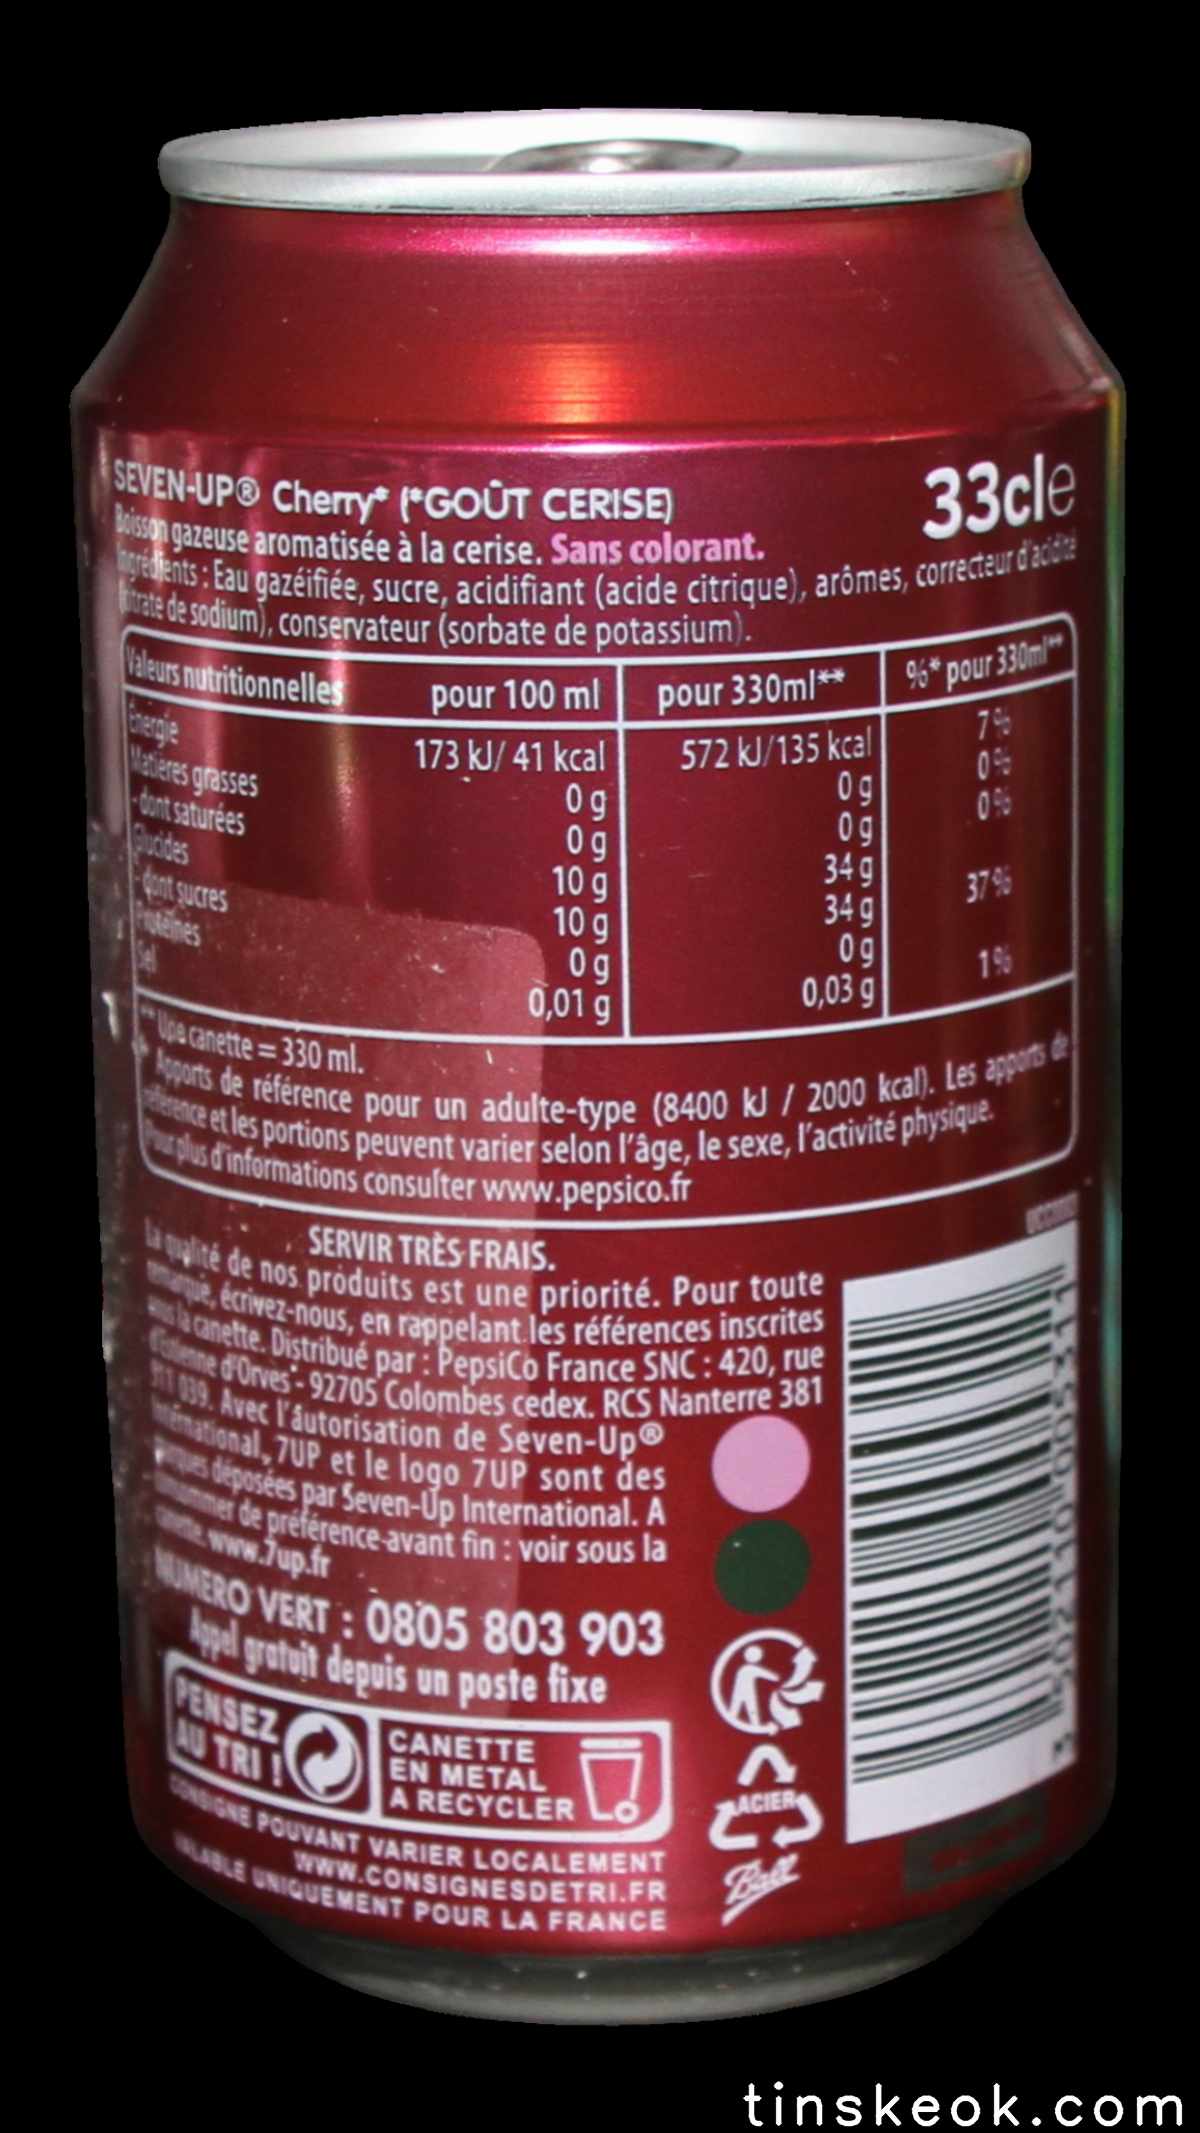 SEVEN-UP® Cherry* (*GOÛT CERISE)
33cle
Boisson gazeuse aromatisée à la cerise. Sans colorant.
Ingrédients : Eau gazéifiée, sucre, acidifiant (acide citrique), arômes, correcteur d'acidité
(citrate de sodium), conservateur (sorbate de potassium).
Valeurs nutritionnelles pour 100 ml pour 330ml** %* pour 330ml**
Énergie 173 kJ/ 41 kcal 572 kJ/135 kcal 7%
Matières grasses 0 g 0 g 0%
- dont saturées 0 g 0 g 0%
Glucides 10 g 34 g
- dont sucres 10 g 34 g 37%
Protéines 0 g 0 g
Sel 0,01 g 0,03 g 1%
** Une canette = 330 ml.
* Apports de référence pour un adulte-type (8400 kJ / 2000 kcal). Les apports de
référence et les portions peuvent varier selon l'âge, le sexe, l'activité physique.
Pour plus d'informations consulter www.pepsico.fr
SERVIR TRÈS FRAIS.
La qualité de nos produits est une priorité. Pour toute
remarque, écrivez-nous, en rappelant les références inscrites
sous la canette. Distribué par : PepsiCo France SNC : 420, rue
d'Estienne d'Orves - 92705 Colombes cedex. RCS Nanterre 381
911 039. Avec l'autorisation de Seven-Up®
International, 7UP et le logo 7UP sont des
marques déposées par Seven-Up International. A
consommer de préférence avant fin : voir sous la
canette. www.7up.fr
NUMERO VERT : 0805 803 903
Appel gratuit depuis un poste fixe
PENSEZ
AU TRI !
CANETTE
EN METAL
A RECYCLER
CONSIGNE POUVANT VARIER LOCALEMENT
WWW.CONSIGNESDETRI.FR
VALABLE UNIQUEMENT POUR LA FRANCE
ACIER
Ball
tinskeok.com